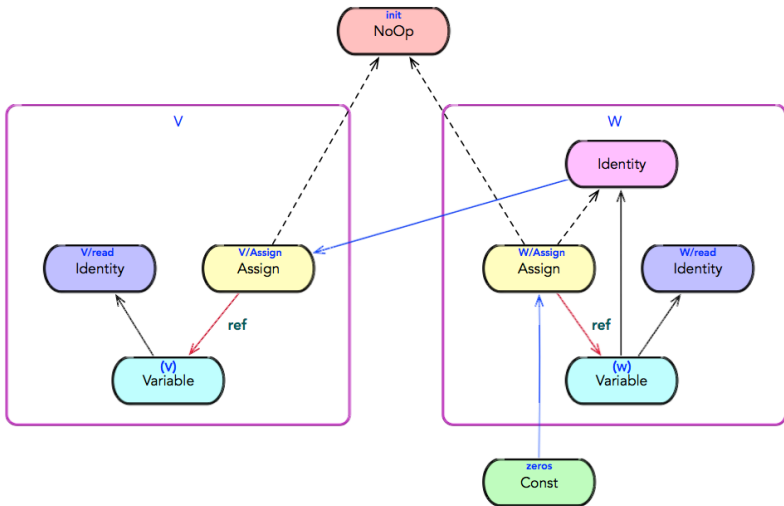 init
NoOp
V
W
Identity
V/read
Identity
V/Assign
Assign
W/Assign
Assign
W/read
Identity
ref
ref
(V)
Variable
(w)
Variable
zeros
Const